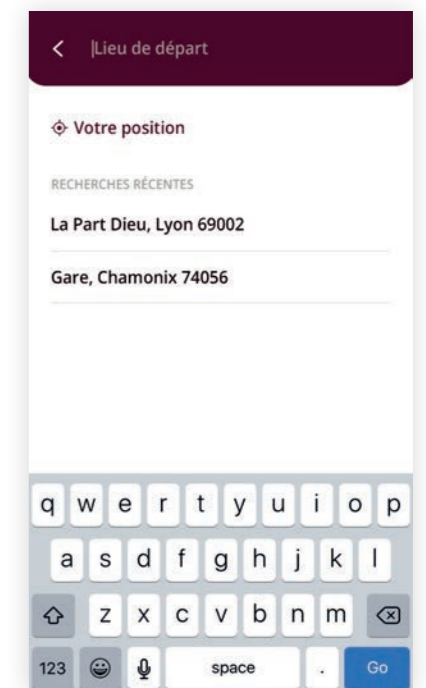 Lieu de départ
Votre position
RECHERCHES RÉCENTES
La Part Dieu, Lyon 69002
Gare, Chamonix 74056
q w e r t y u i o p
a s d f g h j k l
z x c v b n m
123 space . Go